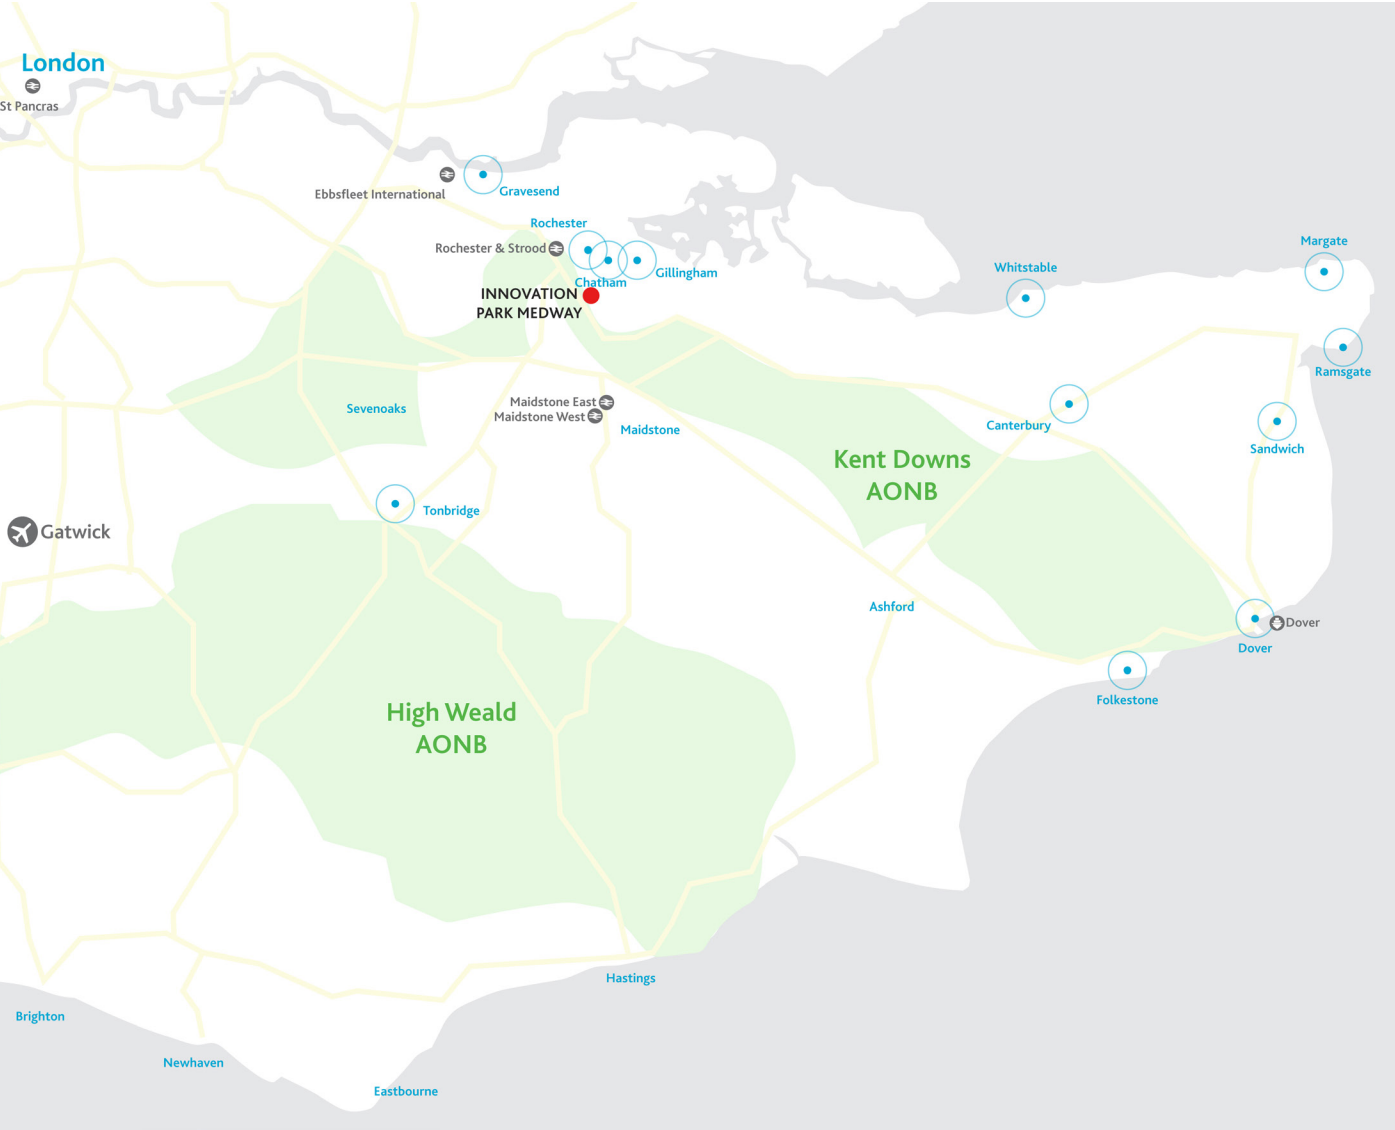 London
St Pancras
Ebbsfleet International
Gravesend
Rochester
Rochester & Strood
Gillingham
Chatham
INNOVATION
PARK MEDWAY
Margate
Whitstable
Ramsgate
Sevenoaks
Maidstone East
Maidstone West
Maidstone
Canterbury
Sandwich
Kent Downs
AONB
Tonbridge
Gatwick
Ashford
Dover
Dover
Folkestone
High Weald
AONB
Hastings
Brighton
Newhaven
Eastbourne